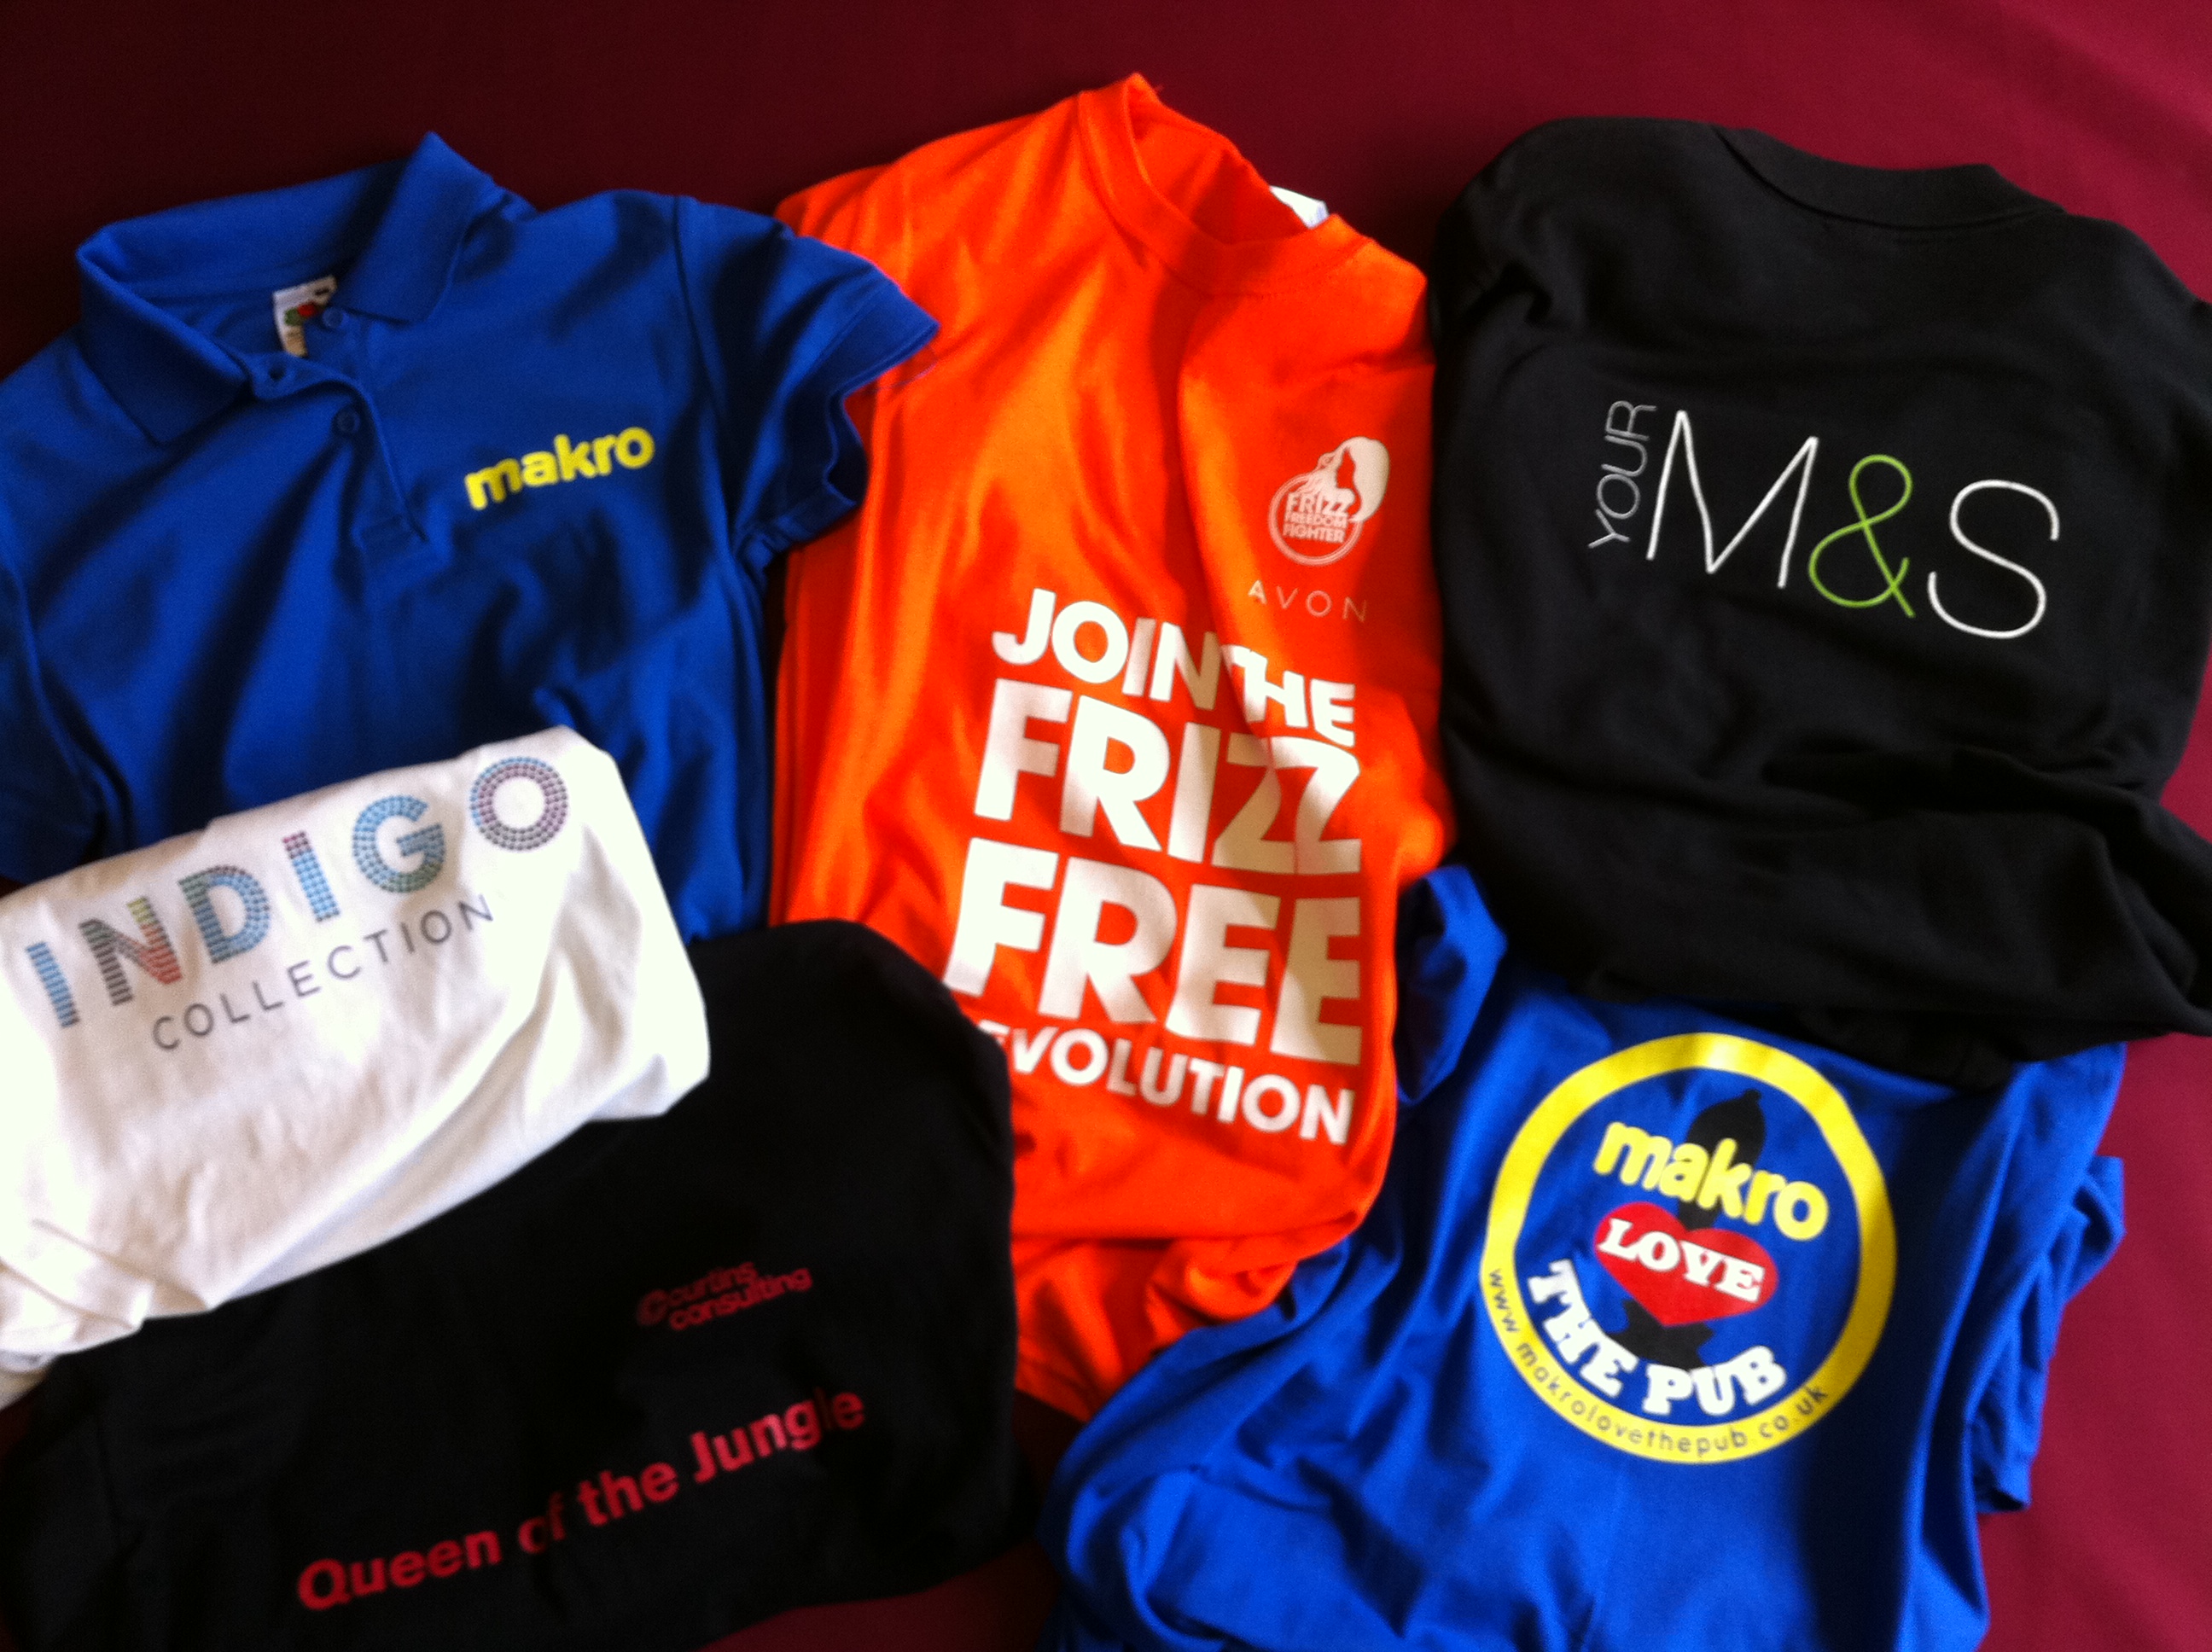 makro
FRIZZ
FREEDOM
FIGHTER
AVON
JOIN THE
FRIZZ
FREE
EVOLUTION
YOUR
M&S
INDIGO
COLLECTION
curtins
consulting
Queen of the Jungle
makro
LOVE
THE PUB
www.makrolovethepub.co.uk